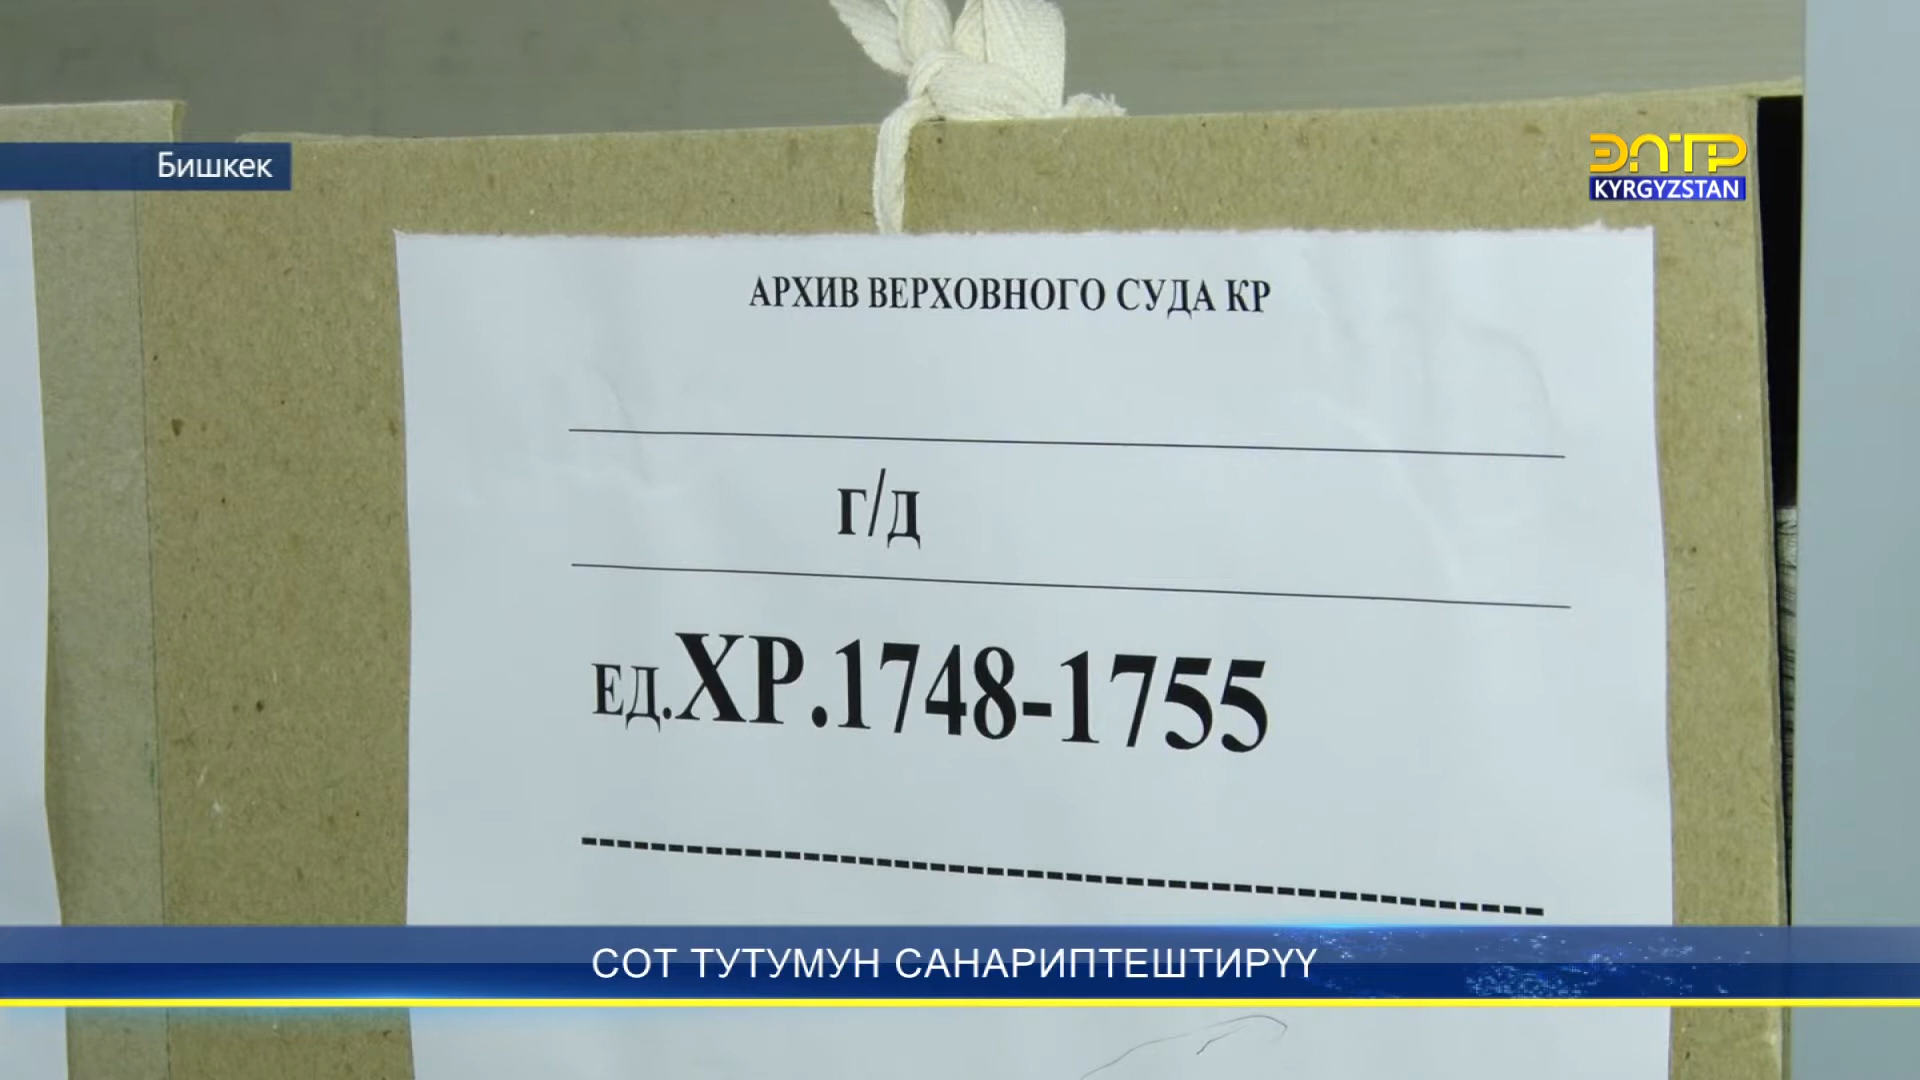 Бишкек
ЭЛТР
KYRGYZSTAN
АРХИВ ВЕРХОВНОГО СУДА КР
г/д
ЕД.ХР.1748-1755
СОТ ТУТУМУН САНАРИПТЕШТИРҮҮ